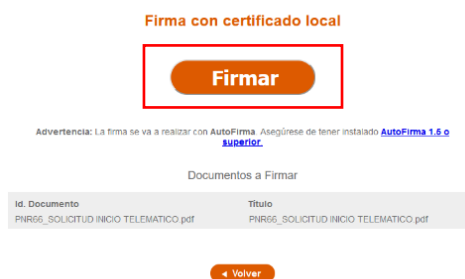 Firma con certificado local
Firmar
Advertencia: La firma se va a realizar con AutoFirma. Asegúrese de tener instalado AutoFirma 1.6 o
superior.
Documentos a Firmar
Id. Documento Título
PNR66_SOLICITUD INICIO TELEMATICO.pdf PNR66_SOLICITUD INICIO TELEMATICO.pdf
Volver